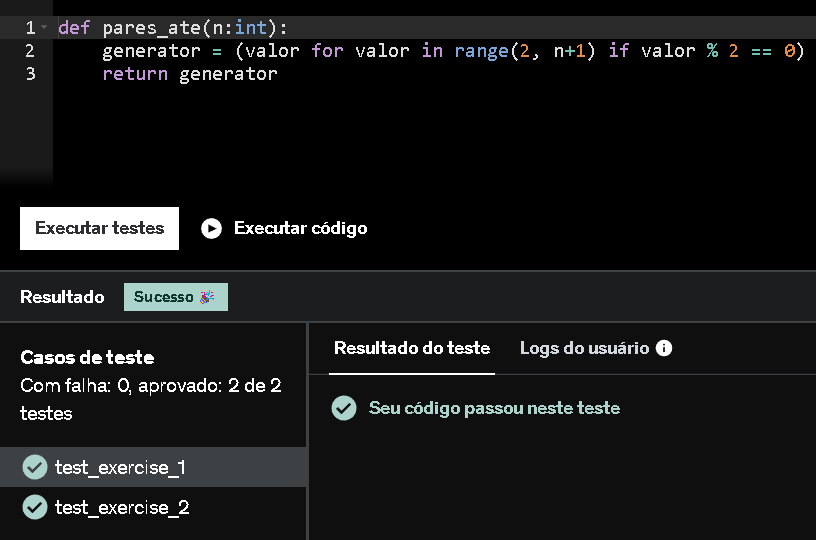 1 def pares_ate(n:int):
2 generator = (valor for valor in range(2, n+1) if valor % 2 == 0)
3 return generator
Executar testes Executar código
Resultado Sucesso 🎉
Casos de teste
Com falha: 0, aprovado: 2 de 2
testes
test_exercise_1
test_exercise_2
Resultado do teste Logs do usuário
Seu código passou neste teste